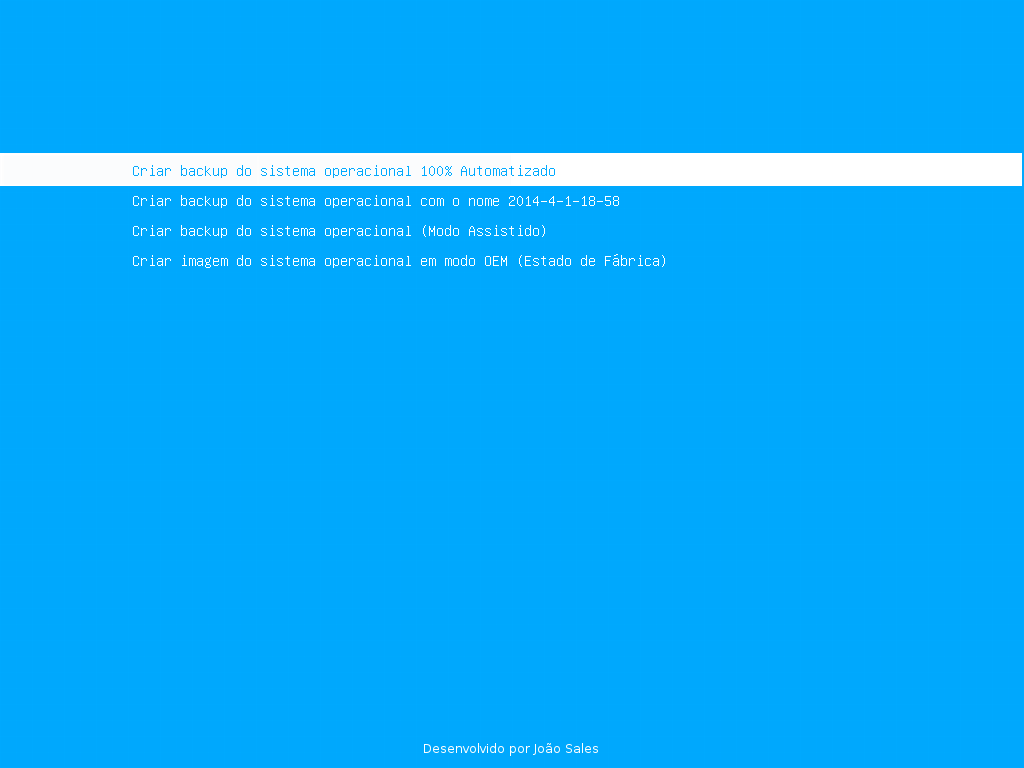 Criar backup do sistema operacional 100% Automatizado
Criar backup do sistema operacional com o nome 2014-4-1-18-58
Criar backup do sistema operacional (Modo Assistido)
Criar imagem do sistema operacional em modo OEM (Estado de Fábrica)
Desenvolvido por João Sales